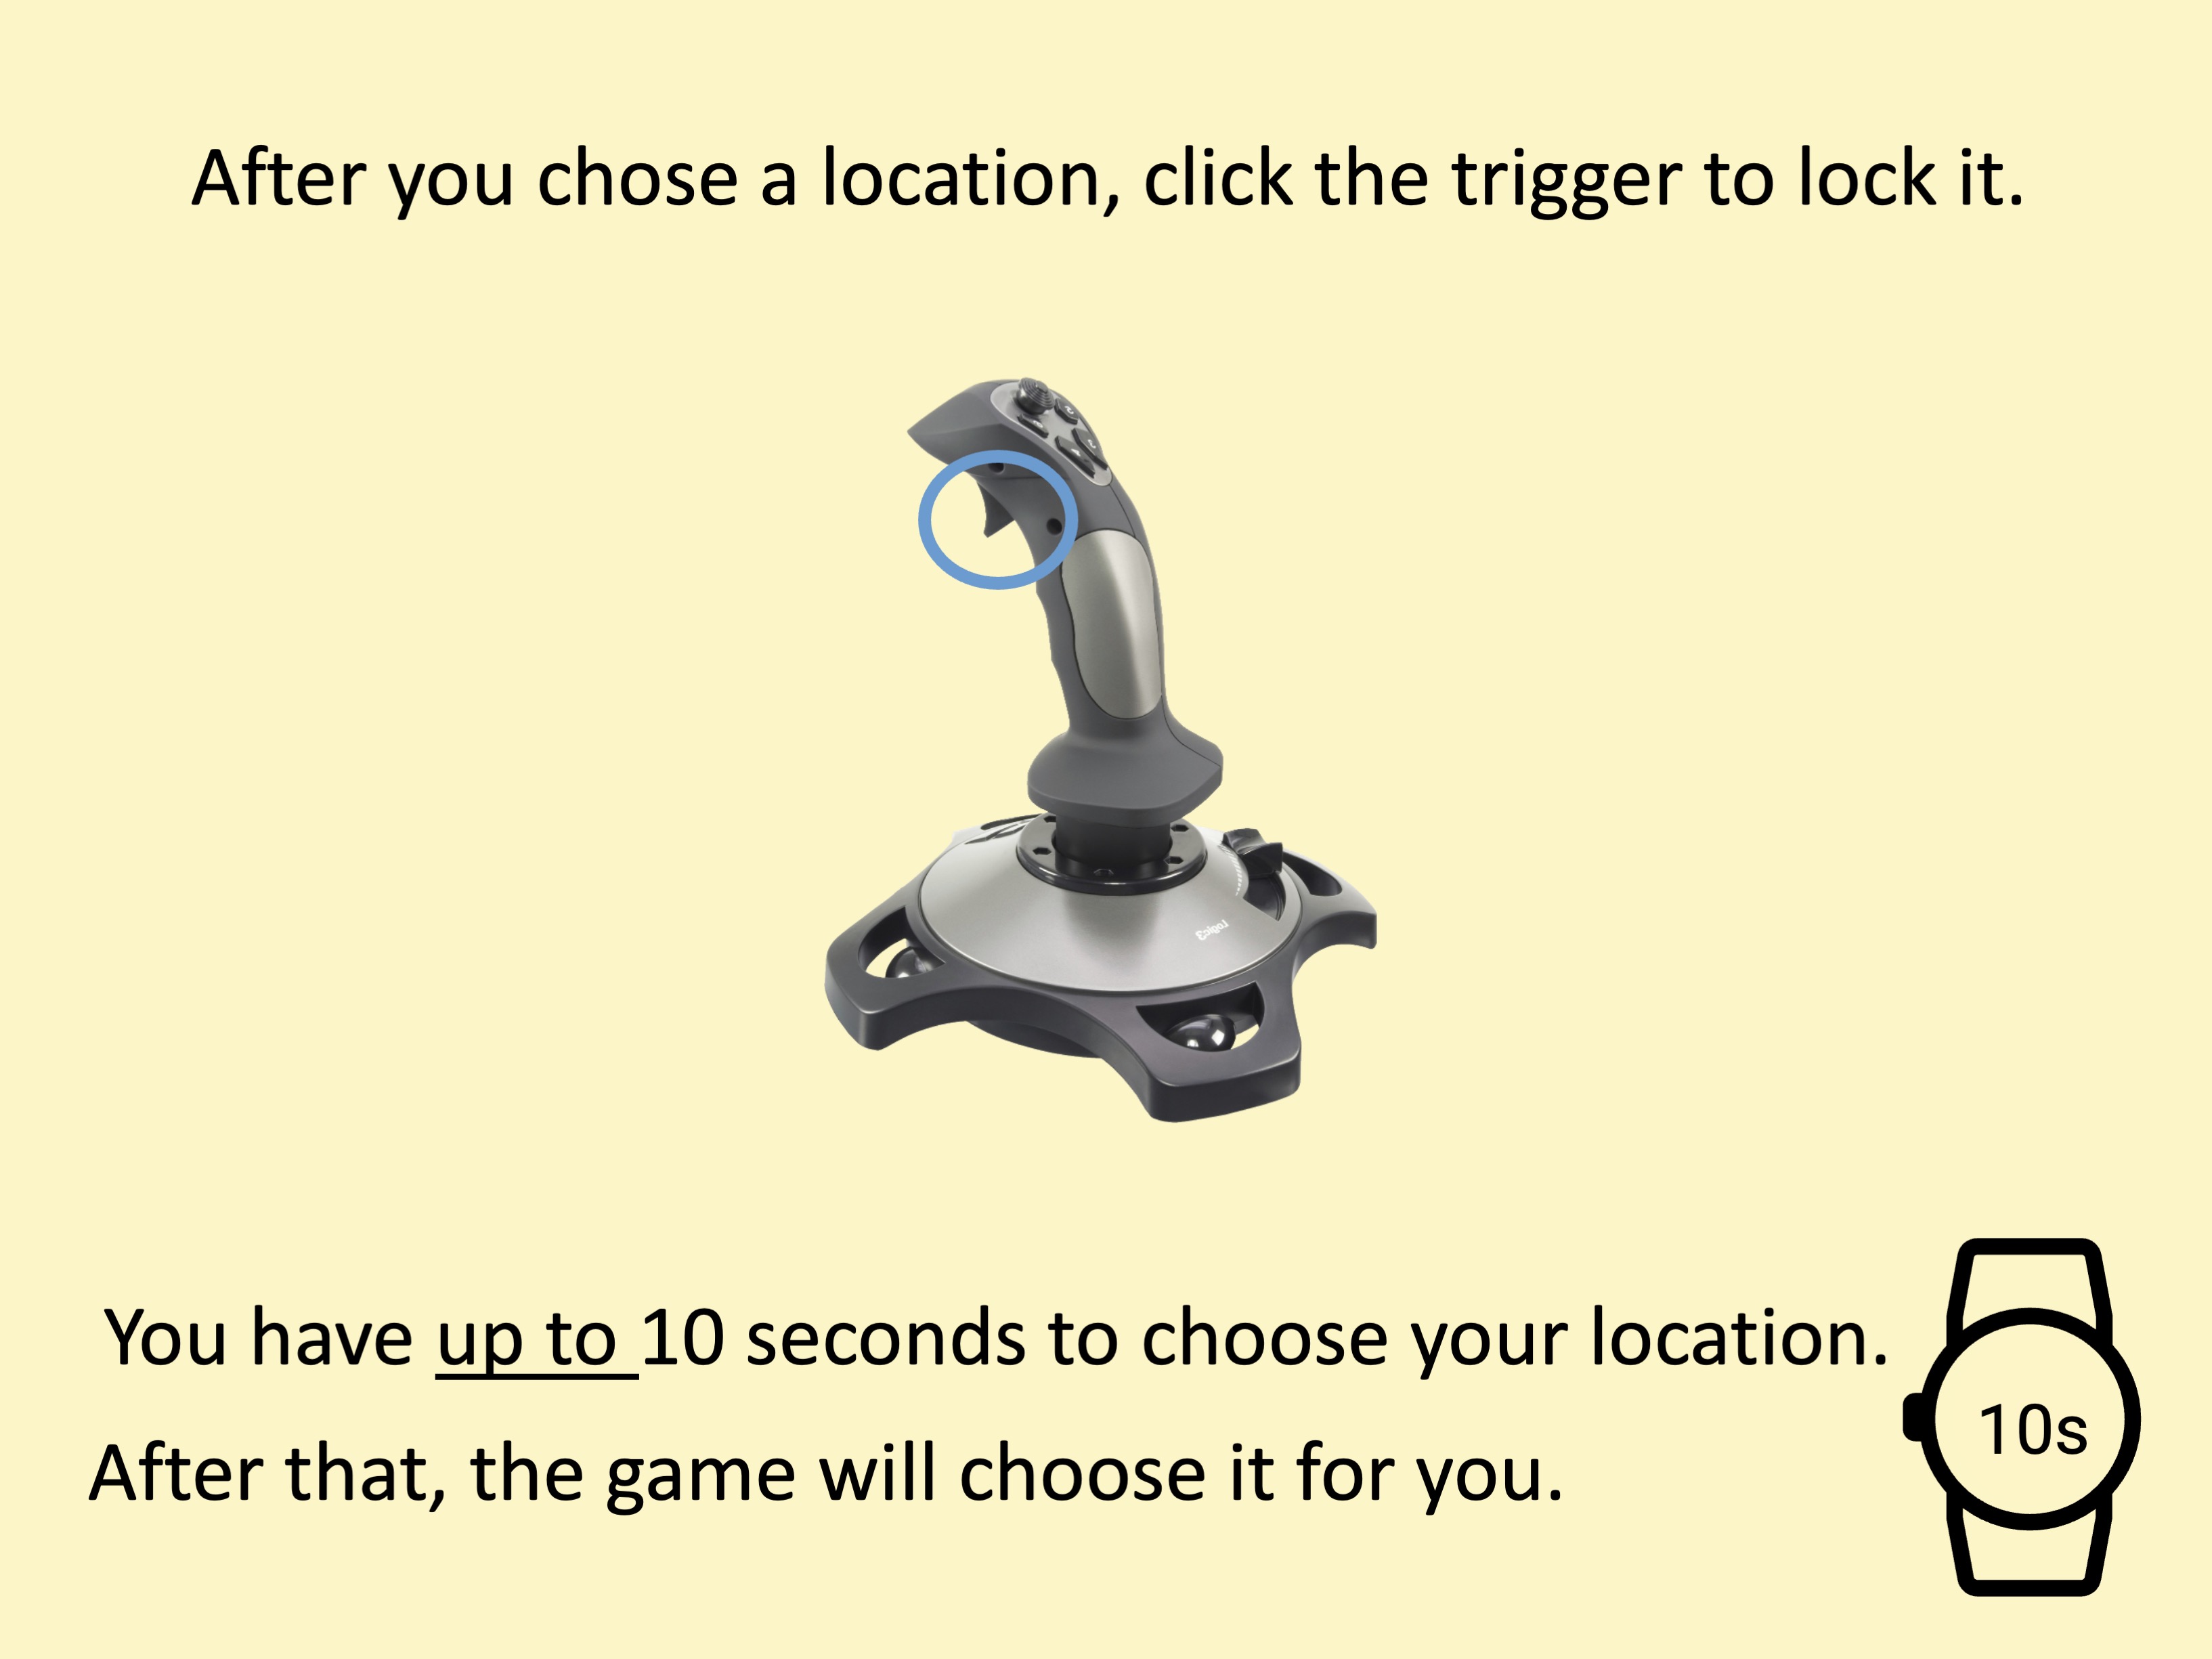 After you chose a location, click the trigger to lock it.
You have up to 10 seconds to choose your location.
10s
After that, the game will choose it for you.